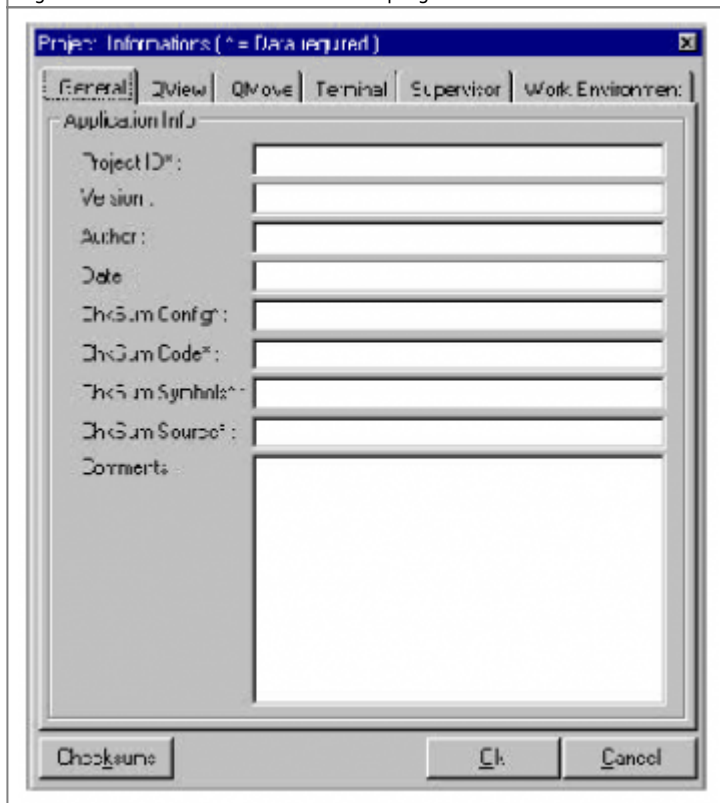 Project Informations ( * = Data required )
General QView QMove Terminal Supervisor Work Environment
Application Info
Project ID* :
Version :
Author :
Date
ChkSum Config* :
ChkSum Code* :
ChkSum Symbols* :
ChkSum Source* :
Comments
Checksums Ok Cancel